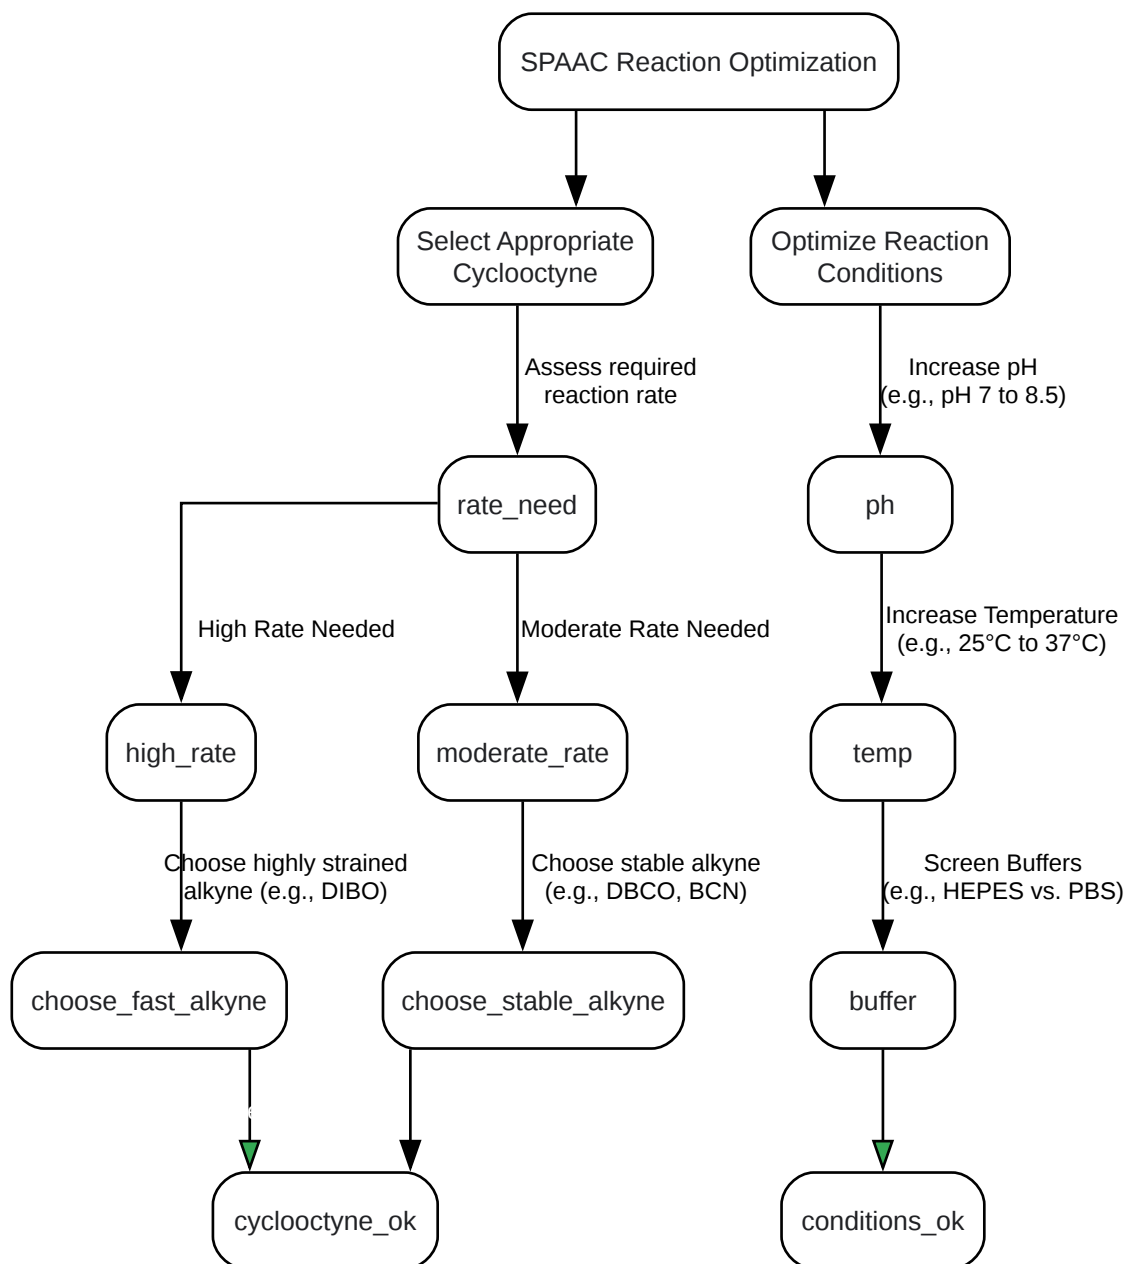 SPAAC Reaction Optimization
Select Appropriate
Cyclooctyne
Optimize Reaction
Conditions
Assess required
reaction rate
Increase pH
(e.g., pH 7 to 8.5)
rate_need
ph
High Rate Needed
Moderate Rate Needed
Increase Temperature
(e.g., 25°C to 37°C)
high_rate
moderate_rate
temp
Choose highly strained
alkyne (e.g., DIBO)
Choose stable alkyne
(e.g., DBCO, BCN)
Screen Buffers
(e.g., HEPES vs. PBS)
choose_fast_alkyne
choose_stable_alkyne
buffer
cyclooctyne_ok
conditions_ok